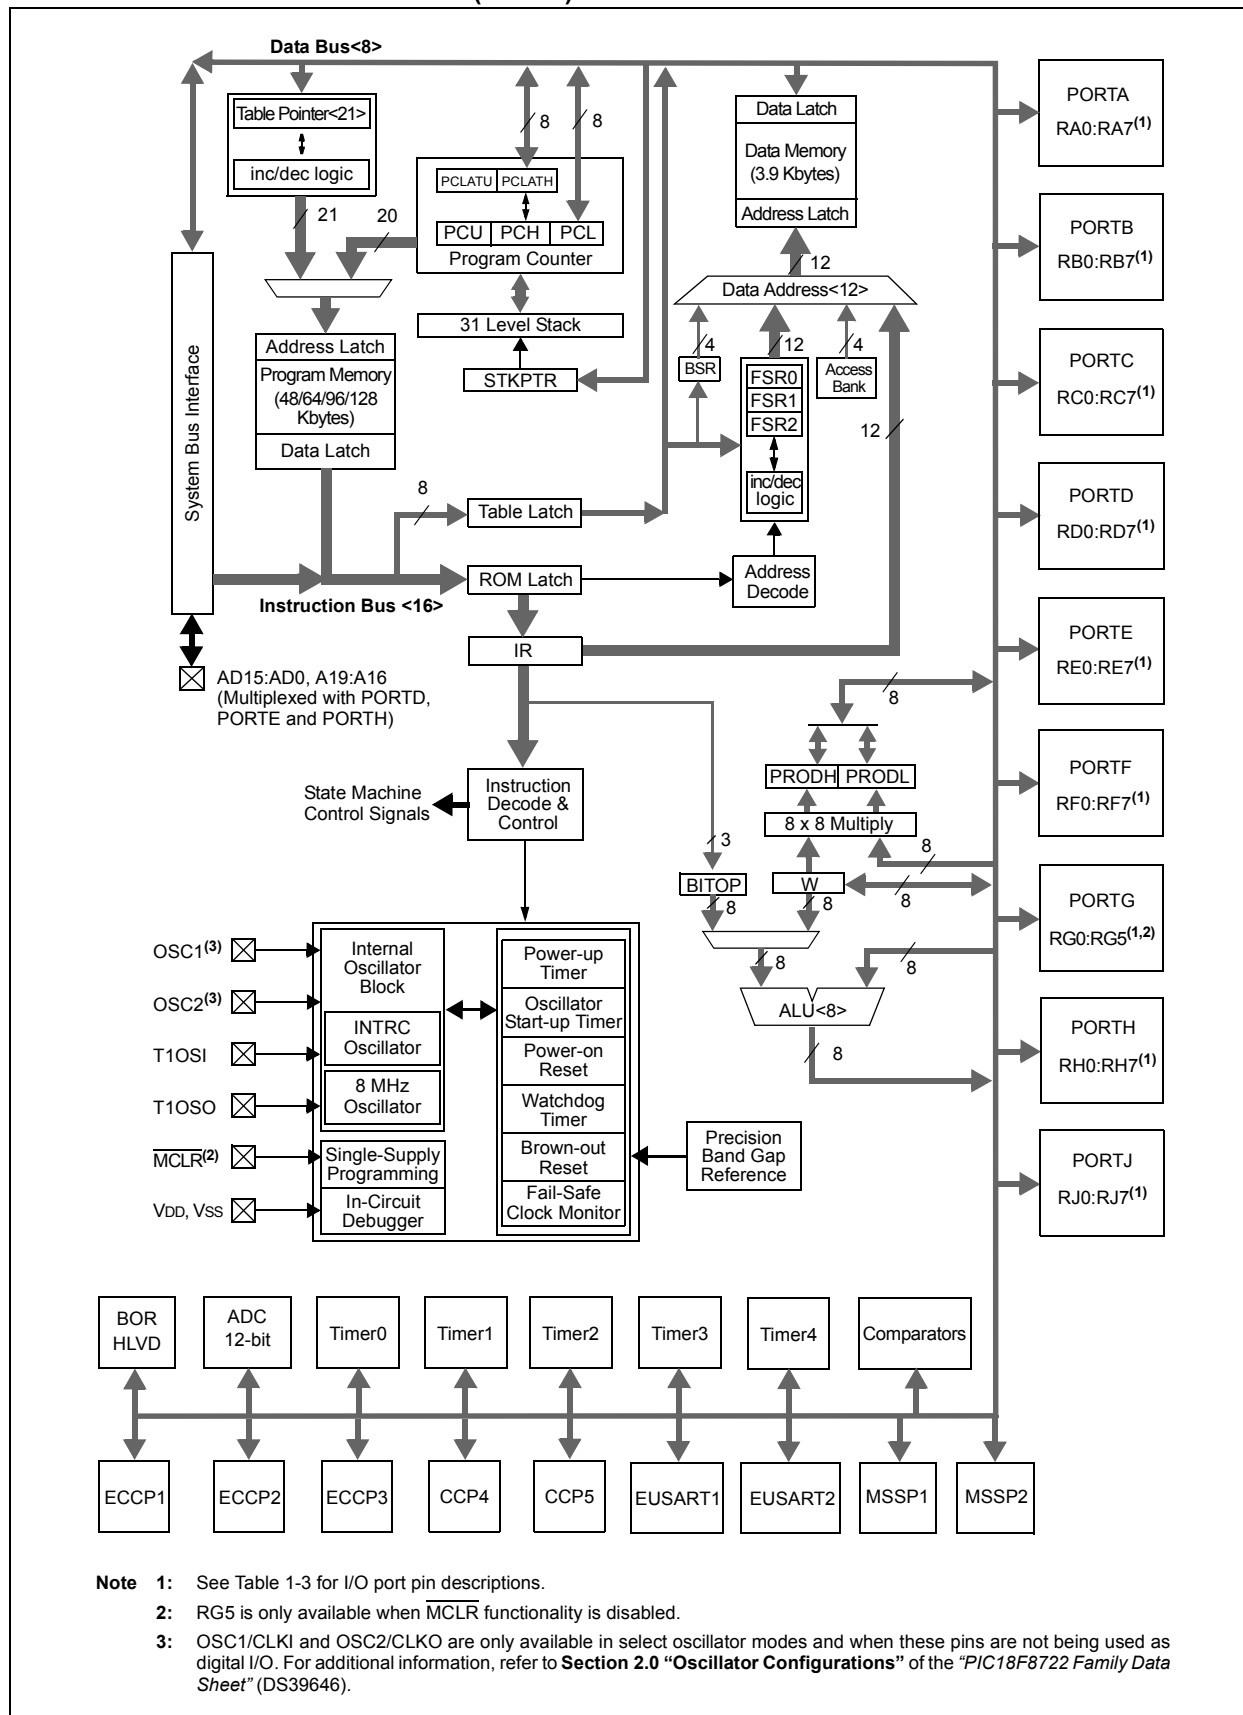 Data Bus<8>
Table Pointer<21>
inc/dec logic
21
20
8
8
PCLATU PCLATH
PCU PCH PCL
Program Counter
31 Level Stack
STKPTR
Data Latch
Data Memory
(3.9 Kbytes)
Address Latch
12
Data Address<12>
4
12
4
BSR
FSR0
FSR1
FSR2
inc/dec
logic
Access
Bank
12
System Bus Interface
Address Latch
Program Memory
(48/64/96/128
Kbytes)
Data Latch
8
Table Latch
ROM Latch
Address
Decode
Instruction Bus <16>
IR
AD15:AD0, A19:A16
(Multiplexed with PORTD,
PORTE and PORTH)
8
PRODH PRODL
8 x 8 Multiply
State Machine
Control Signals
Instruction
Decode &
Control
3
8
BITOP
W
8
8
8
8
8
ALU<8>
8
OSC1(3)
OSC2(3)
T1OSI
T1OSO
MCLR(2)
VDD, VSS
Internal
Oscillator
Block
INTRC
Oscillator
8 MHz
Oscillator
Single-Supply
Programming
In-Circuit
Debugger
Power-up
Timer
Oscillator
Start-up Timer
Power-on
Reset
Watchdog
Timer
Brown-out
Reset
Fail-Safe
Clock Monitor
Precision
Band Gap
Reference
PORTA
RA0:RA7(1)
PORTB
RB0:RB7(1)
PORTC
RC0:RC7(1)
PORTD
RD0:RD7(1)
PORTE
RE0:RE7(1)
PORTF
RF0:RF7(1)
PORTG
RG0:RG5(1,2)
PORTH
RH0:RH7(1)
PORTJ
RJ0:RJ7(1)
BOR
HLVD
ADC
12-bit
Timer0
Timer1
Timer2
Timer3
Timer4
Comparators
ECCP1
ECCP2
ECCP3
CCP4
CCP5
EUSART1
EUSART2
MSSP1
MSSP2
Note 1: See Table 1-3 for I/O port pin descriptions.
2: RG5 is only available when MCLR functionality is disabled.
3: OSC1/CLKI and OSC2/CLKO are only available in select oscillator modes and when these pins are not being used as
digital I/O. For additional information, refer to Section 2.0 “Oscillator Configurations” of the “PIC18F8722 Family Data
Sheet” (DS39646).